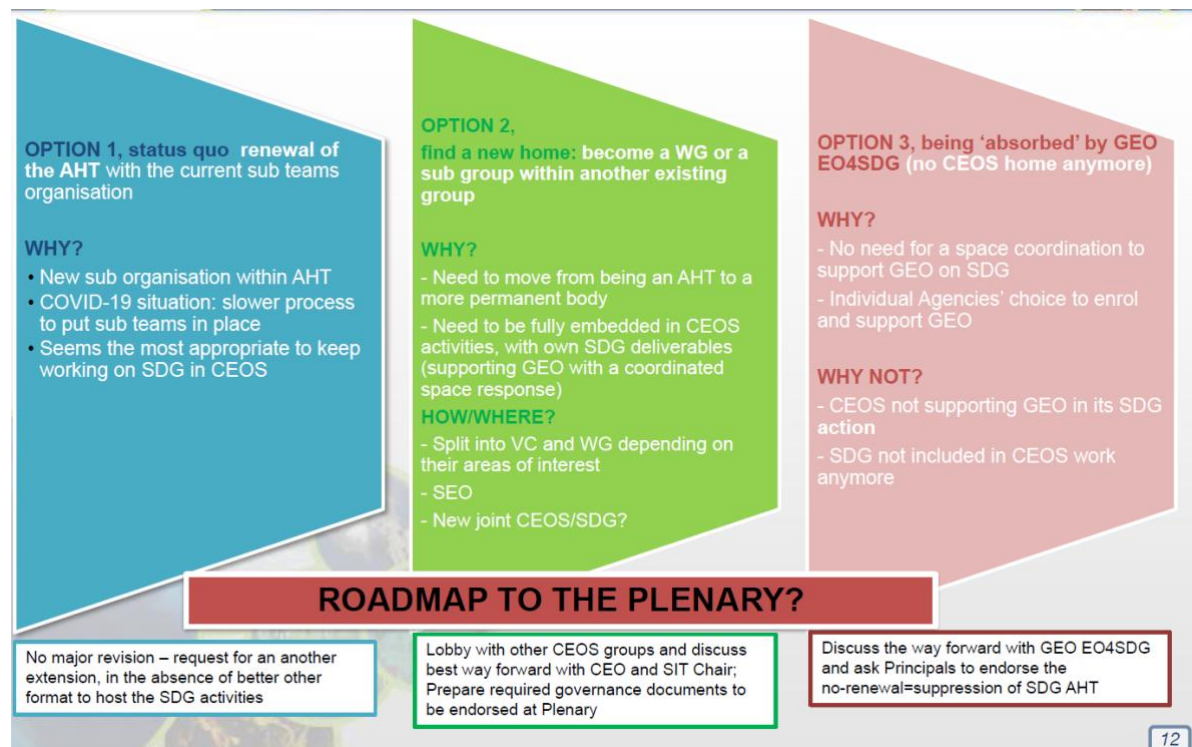 OPTION 1, status quo renewal of
the AHT with the current sub teams
organisation
WHY?
• New sub organisation within AHT
• COVID-19 situation: slower process
to put sub teams in place
• Seems the most appropriate to keep
working on SDG in CEOS
OPTION 2,
find a new home: become a WG or a
sub group within another existing
group
WHY?
- Need to move from being an AHT to a
more permanent body
- Need to be fully embedded in CEOS
activities, with own SDG deliverables
(supporting GEO with a coordinated
space response)
HOW/WHERE?
- Split into VC and WG depending on
their areas of interest
- SEO
- New joint CEOS/SDG?
OPTION 3, being ‘absorbed’ by GEO
EO4SDG (no CEOS home anymore)
WHY?
- No need for a space coordination to
support GEO on SDG
- Individual Agencies’ choice to enrol
and support GEO
WHY NOT?
- CEOS not supporting GEO in its SDG
action
- SDG not included in CEOS work
anymore
ROADMAP TO THE PLENARY?
No major revision – request for an another
extension, in the absence of better other
format to host the SDG activities
Lobby with other CEOS groups and discuss
best way forward with CEO and SIT Chair;
Prepare required governance documents to
be endorsed at Plenary
Discuss the way forward with GEO EO4SDG
and ask Principals to endorse the
no-renewal=suppression of SDG AHT
12